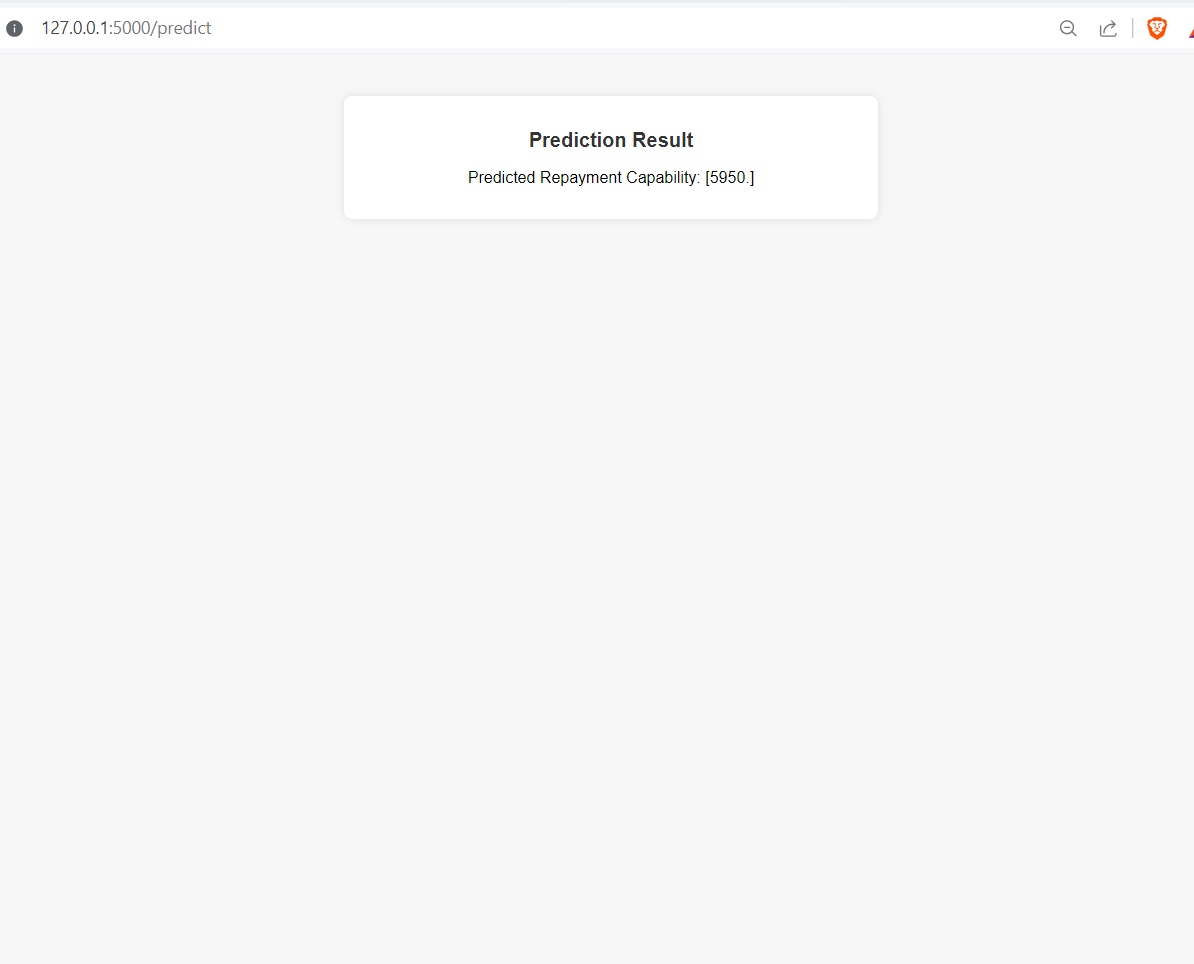 127.0.0.1:5000/predict
Prediction Result
Predicted Repayment Capability: [5950.]